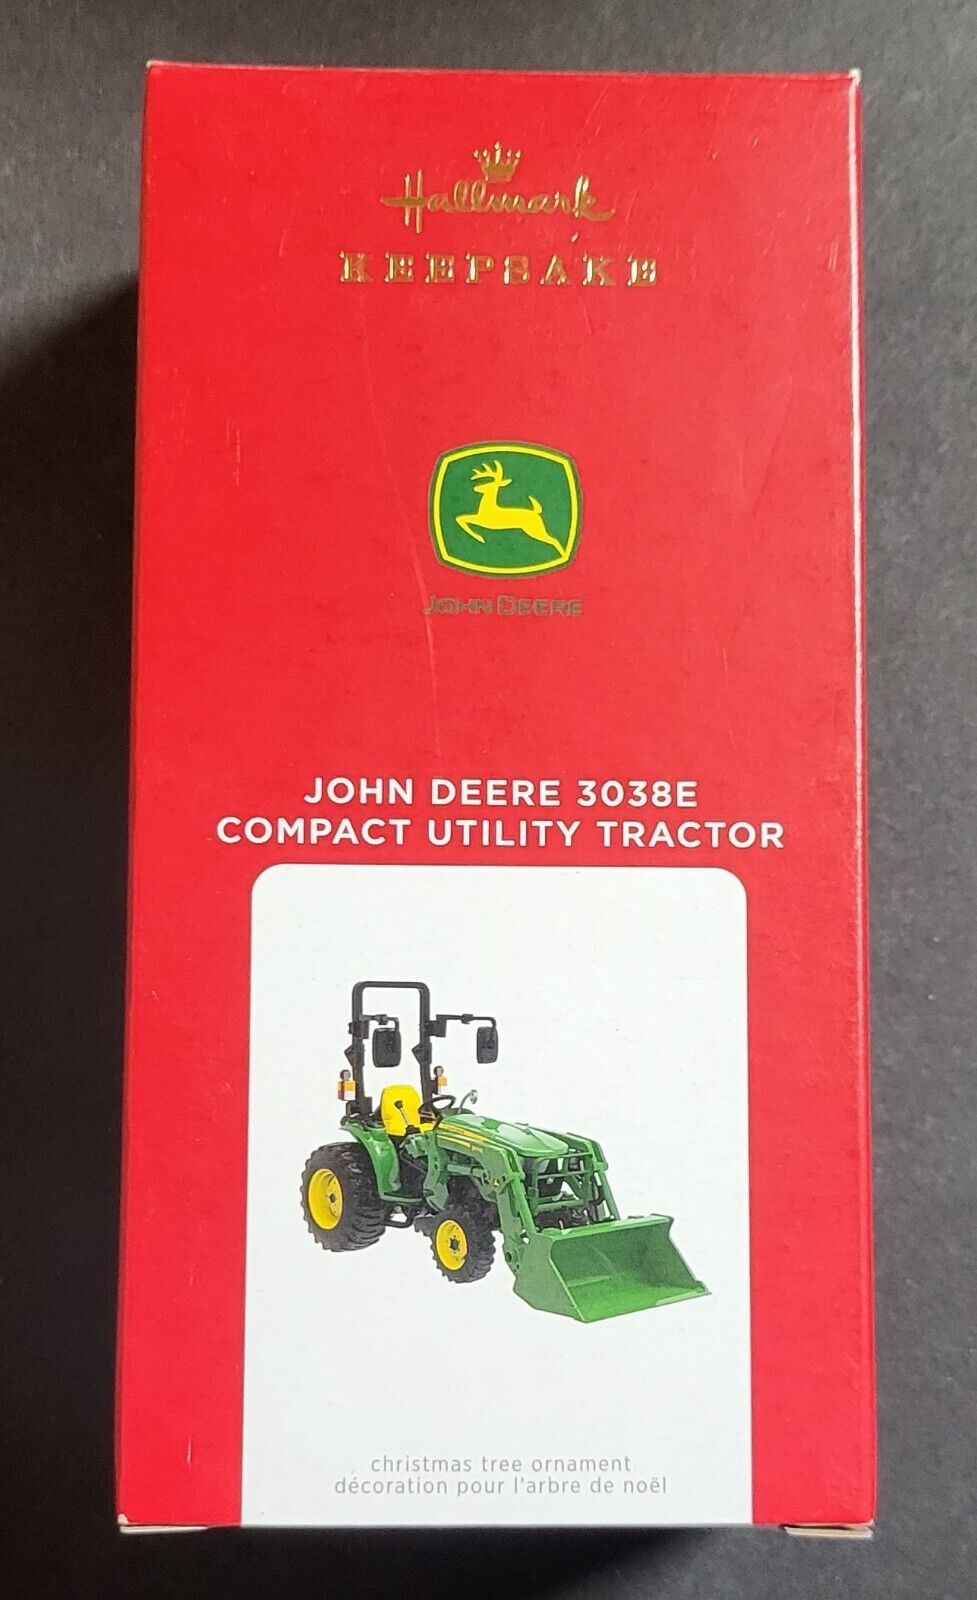 Hallmark
KEEPSAKE
JOHN DEERE
JOHN DEERE 3038E
COMPACT UTILITY TRACTOR
christmas tree ornament
décoration pour l'arbre de noël